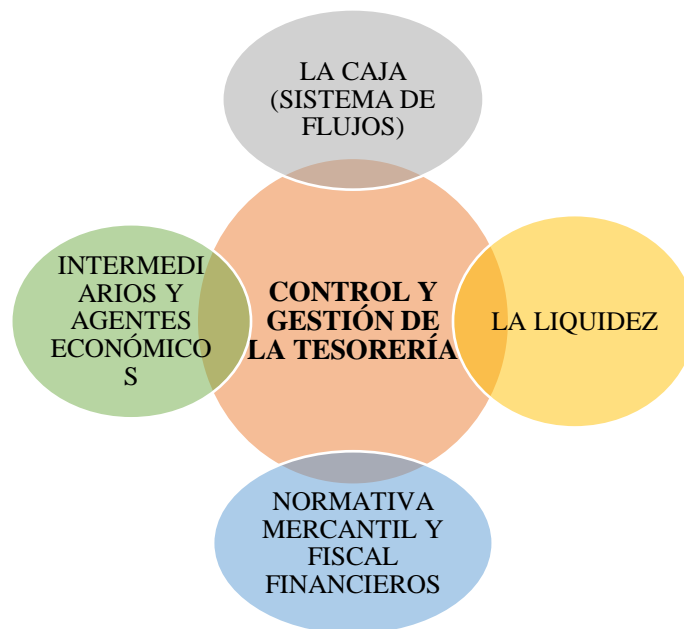 LA CAJA
(SISTEMA DE
FLUJOS)
INTERMEDI
ARIOS Y
AGENTES
ECONÓMICO
S
CONTROL Y
GESTIÓN DE
LA TESORERÍA
LA LIQUIDEZ
NORMATIVA
MERCANTIL Y
FISCAL
FINANCIEROS